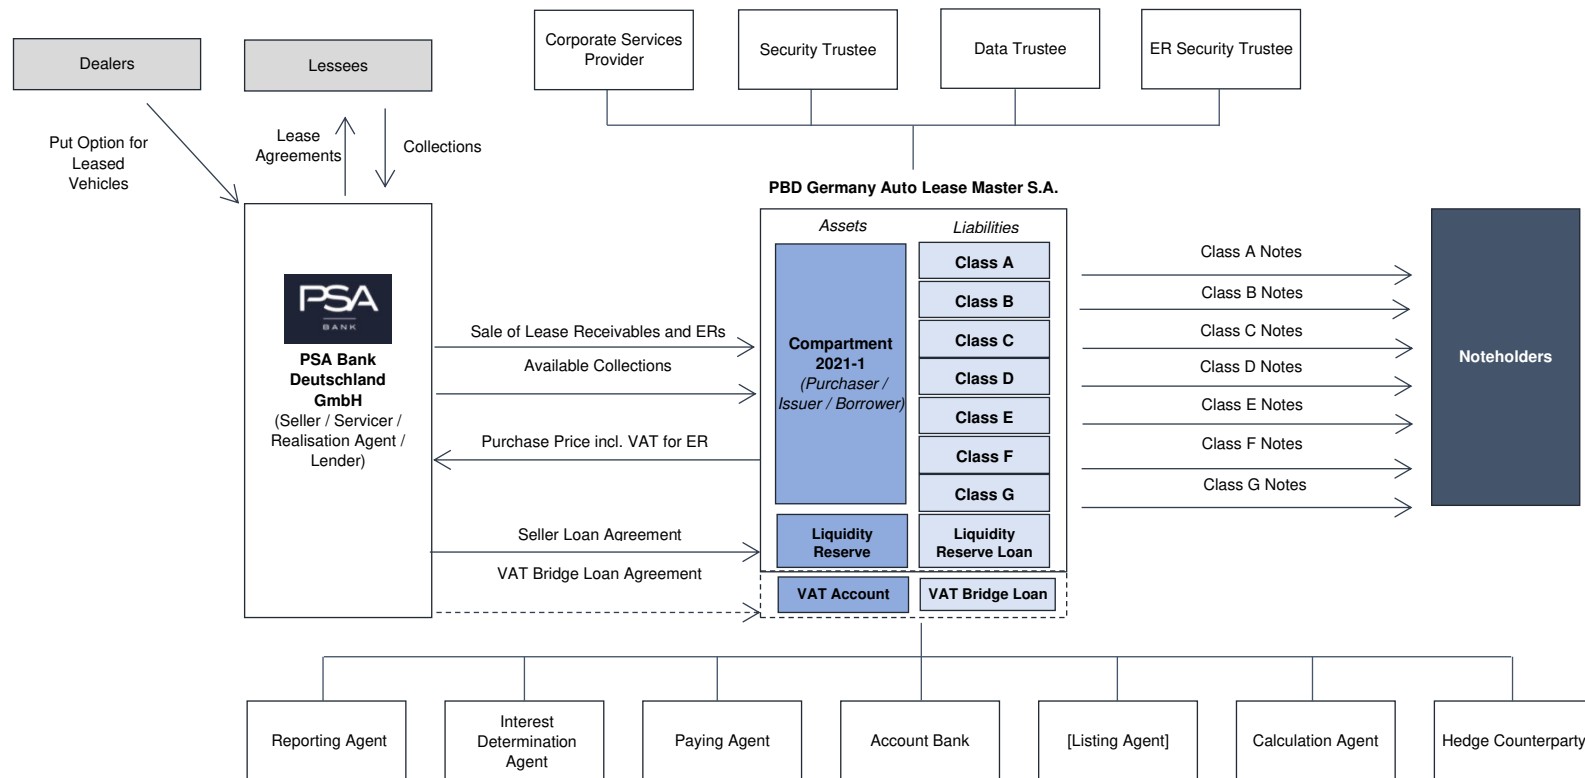 Corporate Services
Provider
Security Trustee
Data Trustee
ER Security Trustee
Dealers
Lessees
Put Option for
Leased
Vehicles
Lease
Agreements
Collections
PBD Germany Auto Lease Master S.A.
Assets
Liabilities
PSA
BANK
PSA Bank
Deutschland
GmbH
(Seller / Servicer /
Realisation Agent /
Lender)
Sale of Lease Receivables and ERs
Available Collections
Purchase Price incl. VAT for ER
Seller Loan Agreement
VAT Bridge Loan Agreement
Compartment
2021-1
(Purchaser /
Issuer / Borrower)
Liquidity
Reserve
VAT Account
Class A
Class B
Class C
Class D
Class E
Class F
Class G
Liquidity
Reserve Loan
VAT Bridge Loan
Class A Notes
Class B Notes
Class C Notes
Class D Notes
Class E Notes
Class F Notes
Class G Notes
Noteholders
Reporting Agent
Interest
Determination
Agent
Paying Agent
Account Bank
[Listing Agent]
Calculation Agent
Hedge Counterparty